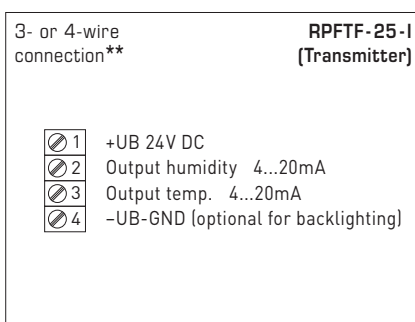 3- or 4-wire RPFTF-25-I
connection** (Transmitter)
1 +UB 24V DC
2 Output humidity 4...20mA
3 Output temp. 4...20mA
4 –UB-GND (optional for backlighting)